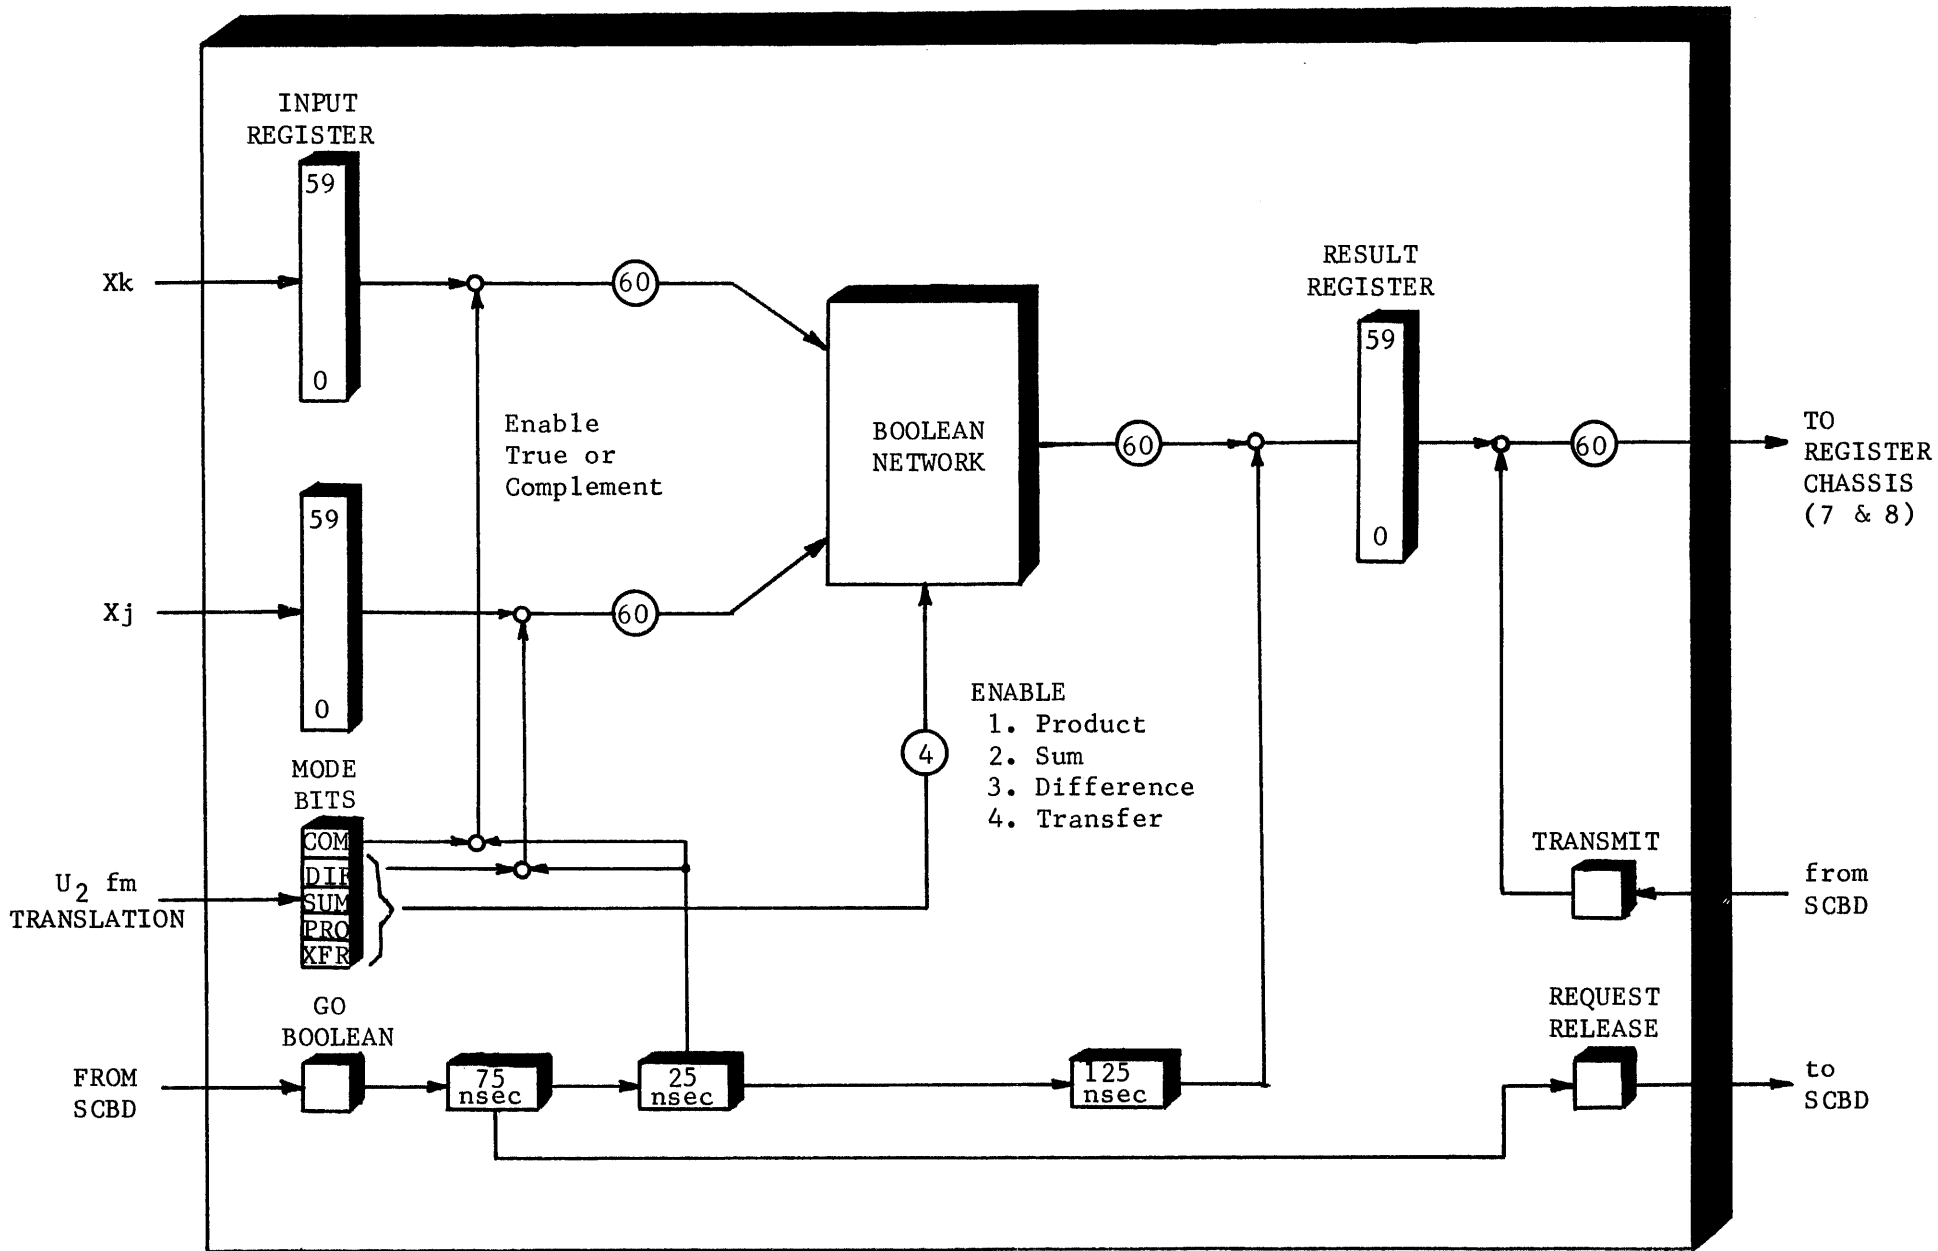 INPUT
REGISTER
59
0
Xk
60
Enable
True or
Complement
BOOLEAN
NETWORK
60
RESULT
REGISTER
59
0
60
TO
REGISTER
CHASSIS
(7 & 8)
59
0
Xj
60
ENABLE
1. Product
2. Sum
3. Difference
4. Transfer
4
MODE
BITS
COM
DIF
SUM
PRO
XFR
U2 fm
TRANSLATION
TRANSMIT
from
SCBD
GO
BOOLEAN
FROM
SCBD
75
nsec
25
nsec
125
nsec
REQUEST
RELEASE
to
SCBD